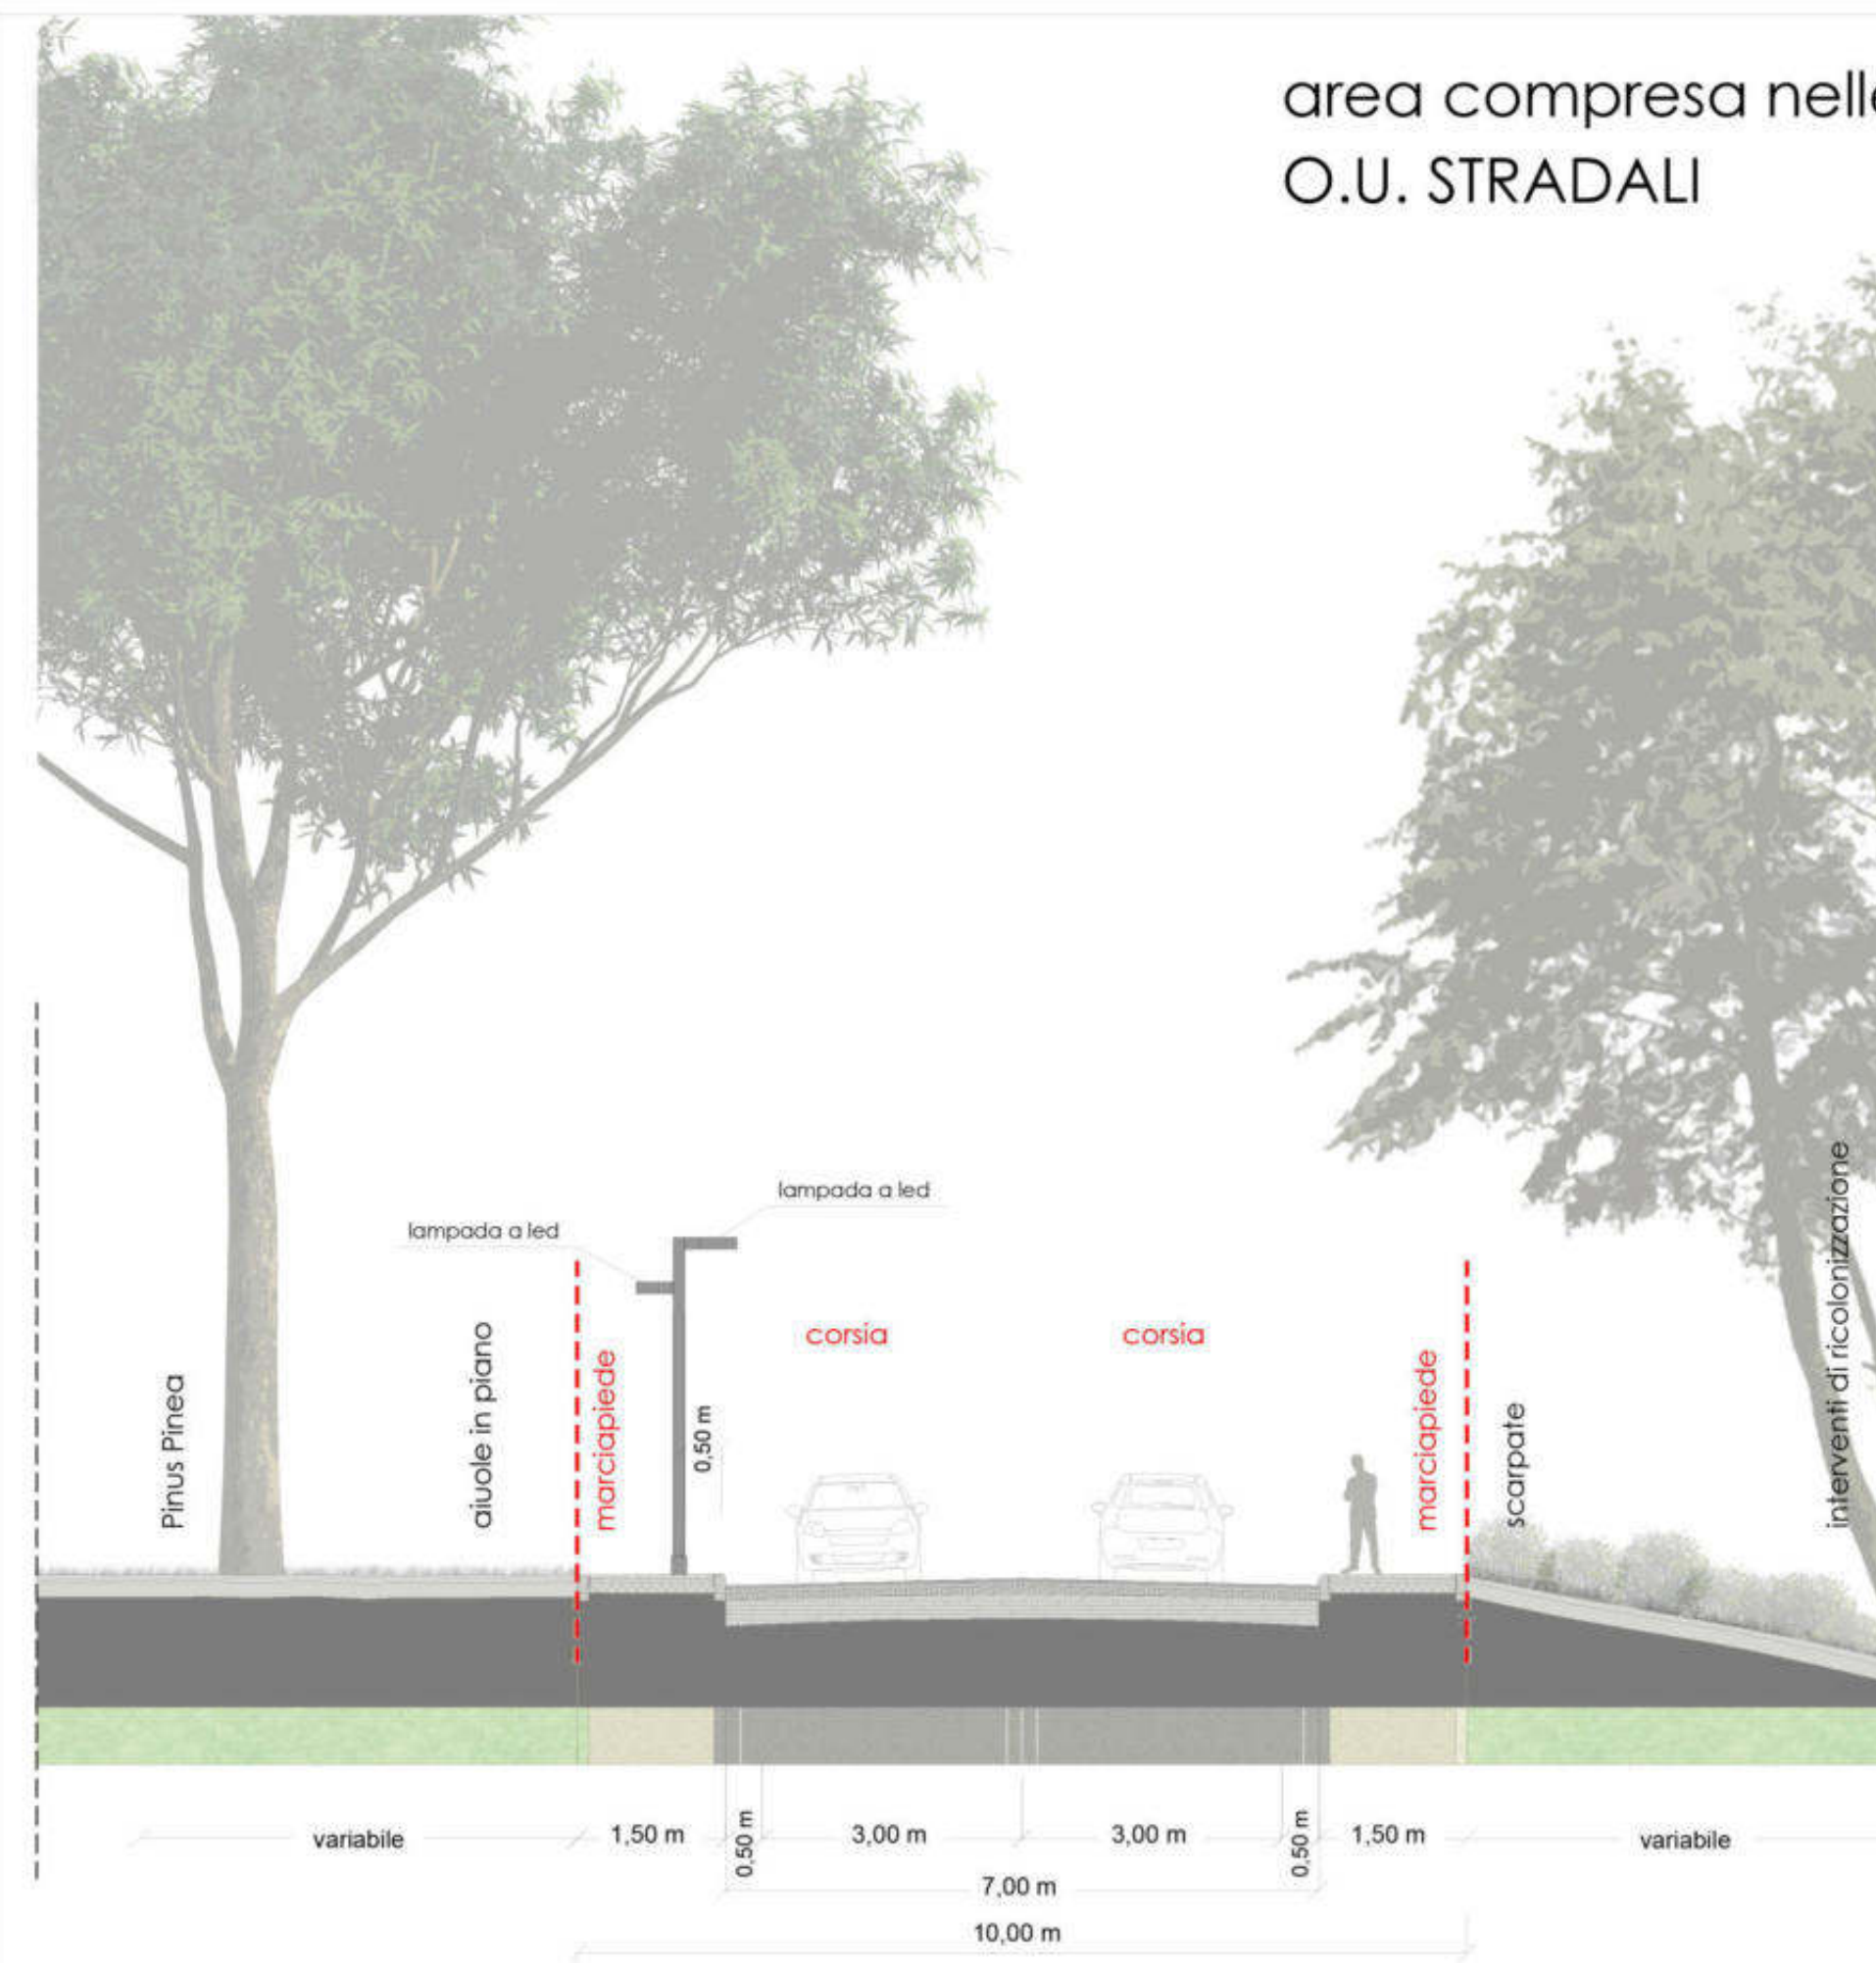 area compresa nelle
O.U. STRADALI
lampada a led
lampada a led
corsia
corsia
Pinus Pinea
aiuole in piano
marciapiede
0,50 m
marciapiede
scarpate
interventi di ricolonizzazione
variabile
1,50 m
0,50 m
3,00 m
3,00 m
0,50 m
1,50 m
variabile
7,00 m
10,00 m